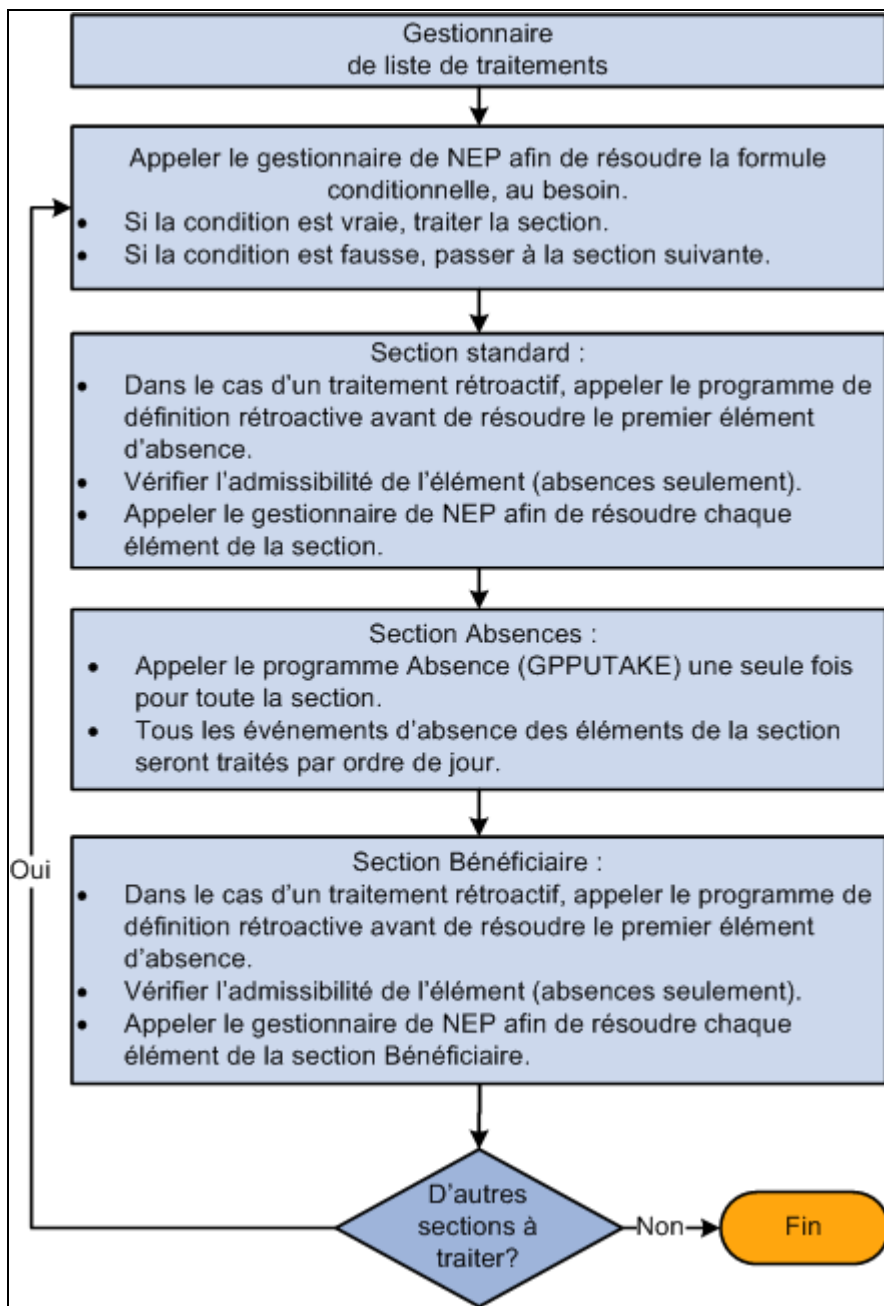 Gestionnaire
de liste de traitements
Appeler le gestionnaire de NEP afin de résoudre la formule
conditionnelle, au besoin.
• Si la condition est vraie, traiter la section.
• Si la condition est fausse, passer à la section suivante.
Section standard :
• Dans le cas d'un traitement rétroactif, appeler le programme de
définition rétroactive avant de résoudre le premier élément
d'absence.
• Vérifier l'admissibilité de l'élément (absences seulement).
• Appeler le gestionnaire de NEP afin de résoudre chaque
élément de la section.
Section Absences :
• Appeler le programme Absence (GPPUTAKE) une seule fois
pour toute la section.
• Tous les événements d'absence des éléments de la section
seront traités par ordre de jour.
Section Bénéficiaire :
• Dans le cas d'un traitement rétroactif, appeler le programme de
définition rétroactive avant de résoudre le premier élément
d'absence.
• Vérifier l'admissibilité de l'élément (absences seulement).
• Appeler le gestionnaire de NEP afin de résoudre chaque
élément de la section Bénéficiaire.
Oui
D'autres
sections à
traiter?
Non
Fin